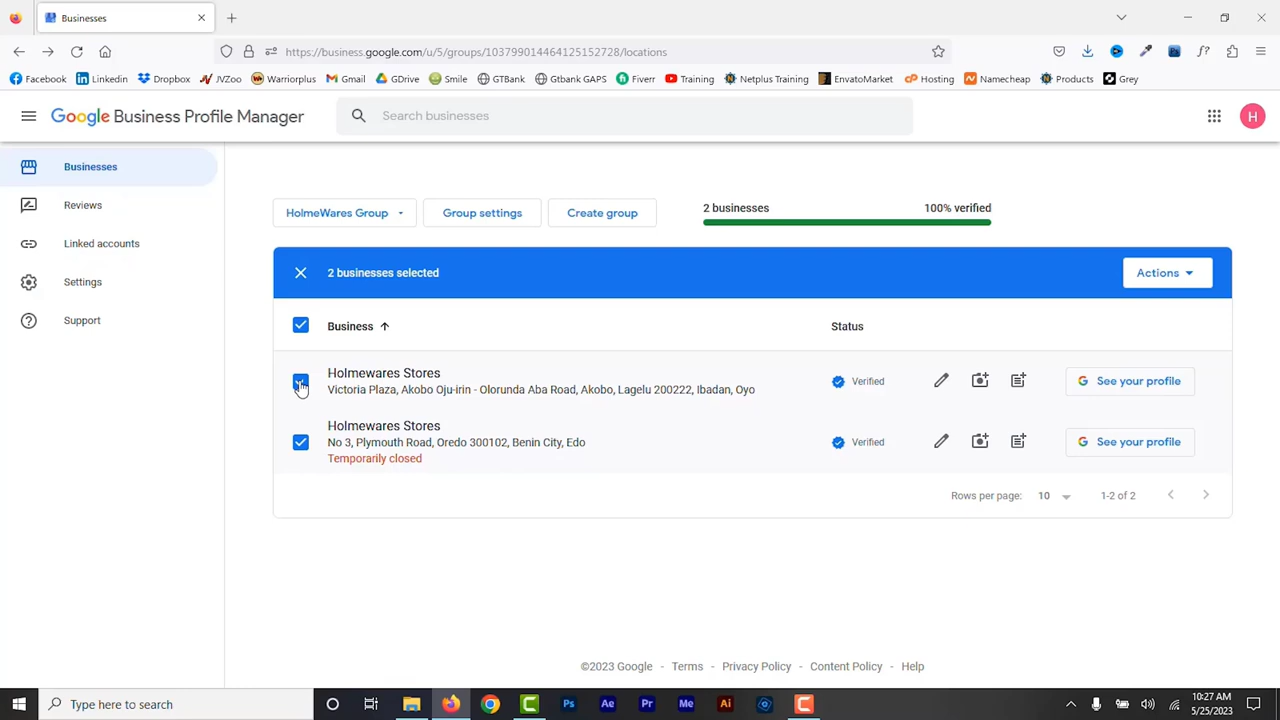 Businesses
https://business.google.com/u/5/groups/103799014464125152728/locations
Facebook Linkedin Dropbox JVZoo Warriorplus Gmail GDrive Smile GTBank Gtbank GAPS Fiverr Training Netplus Training EnvatoMarket Hosting Namecheap Products Grey
Google Business Profile Manager Search businesses H
Businesses
Reviews
Linked accounts
Settings
Support
HolmeWares Group Group settings Create group 2 businesses 100% verified
2 businesses selected Actions
Business Status
Holmewares Stores
Victoria Plaza, Akobo Oju-irin - Olorunda Aba Road, Akobo, Lagelu 200222, Ibadan, Oyo Verified See your profile
Holmewares Stores
No 3, Plymouth Road, Oredo 300102, Benin City, Edo Verified See your profile
Temporarily closed
Rows per page: 10 1-2 of 2
©2023 Google - Terms - Privacy Policy - Content Policy - Help
Type here to search Ps Ae Pr Me Ai 10:27 AM
5/25/2023